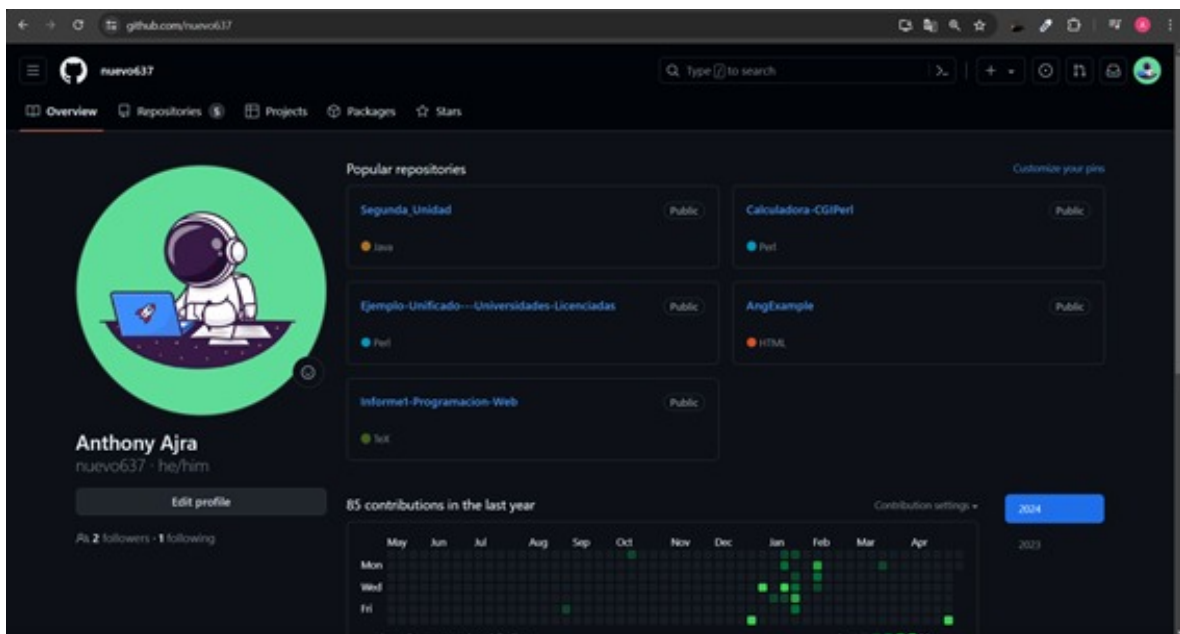 github.com/nuevo637
nuevo637
Type / to search
Overview
Repositories 5
Projects
Packages
Stars
Popular repositories
Customize your pins
Segunda_Unidad
Public
Java
Calculadora-CGIPerl
Public
Perl
Ejemplo-Unificado---Universidades-Licenciadas
Public
Perl
AngExample
Public
HTML
Informe1-Programacion-Web
Public
TeX
Anthony Ajra
nuevo637 · he/him
Edit profile
2 followers · 1 following
85 contributions in the last year
Contribution settings
2024
2023
May Jun Jul Aug Sep Oct Nov Dec Jan Feb Mar Apr
Mon
Wed
Fri